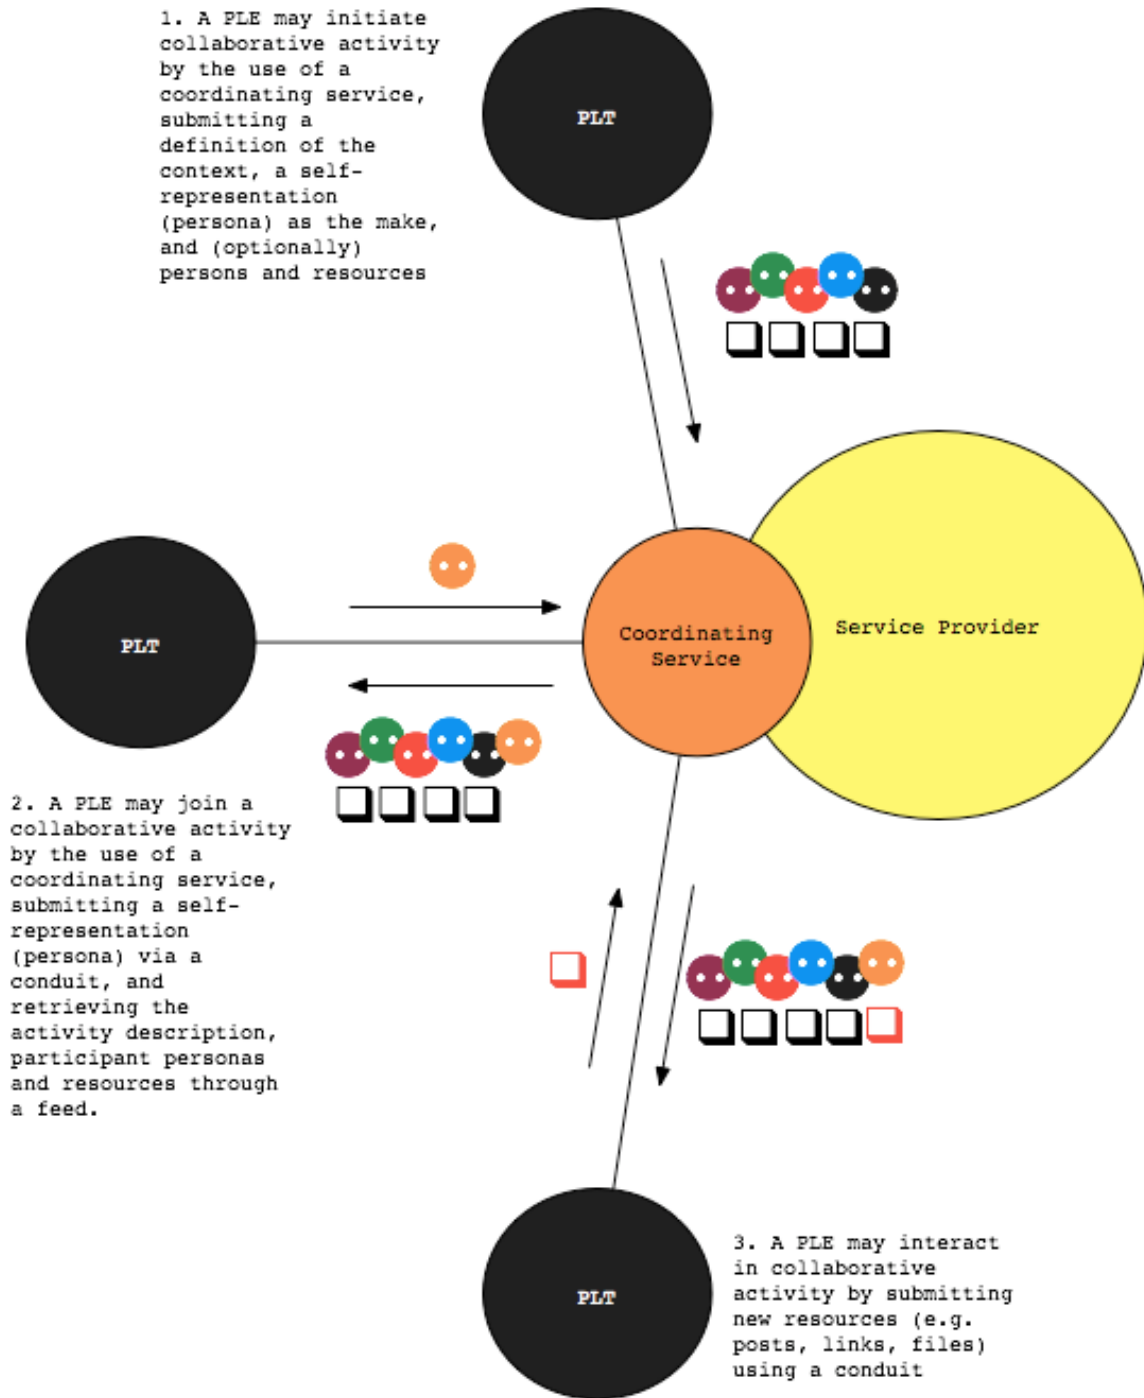 1. A PLE may initiate
collaborative activity
by the use of a
coordinating service,
submitting a
definition of the
context, a self-
representation
(persona) as the make,
and (optionally)
persons and resources
PLT
PLT
Coordinating
Service
Service Provider
2. A PLE may join a
collaborative activity
by the use of a
coordinating service,
submitting a self-
representation
(persona) via a
conduit, and
retrieving the
activity description,
participant personas
and resources through
a feed.
PLT
3. A PLE may interact
in collaborative
activity by submitting
new resources (e.g.
posts, links, files)
using a conduit